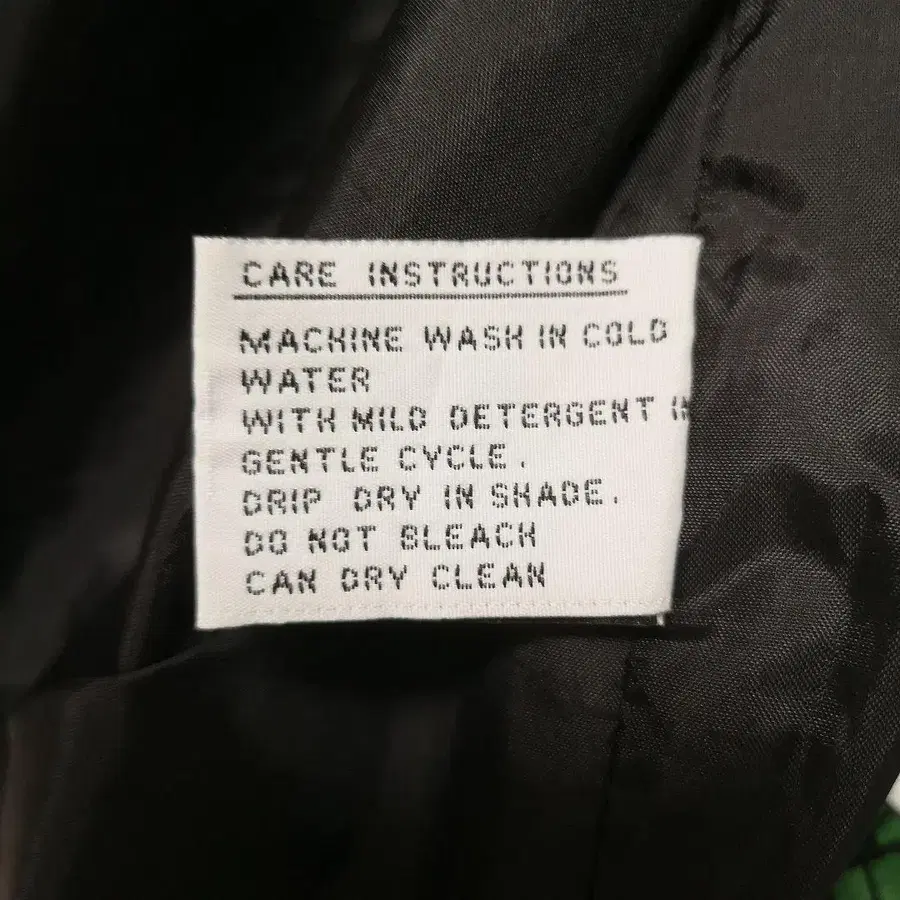 CARE INSTRUCTIONS
MACHINE WASH IN COLD
WATER
WITH MILD DETERGENT IN
GENTLE CYCLE.
DRIP DRY IN SHADE.
DO NOT BLEACH
CAN DRY CLEAN